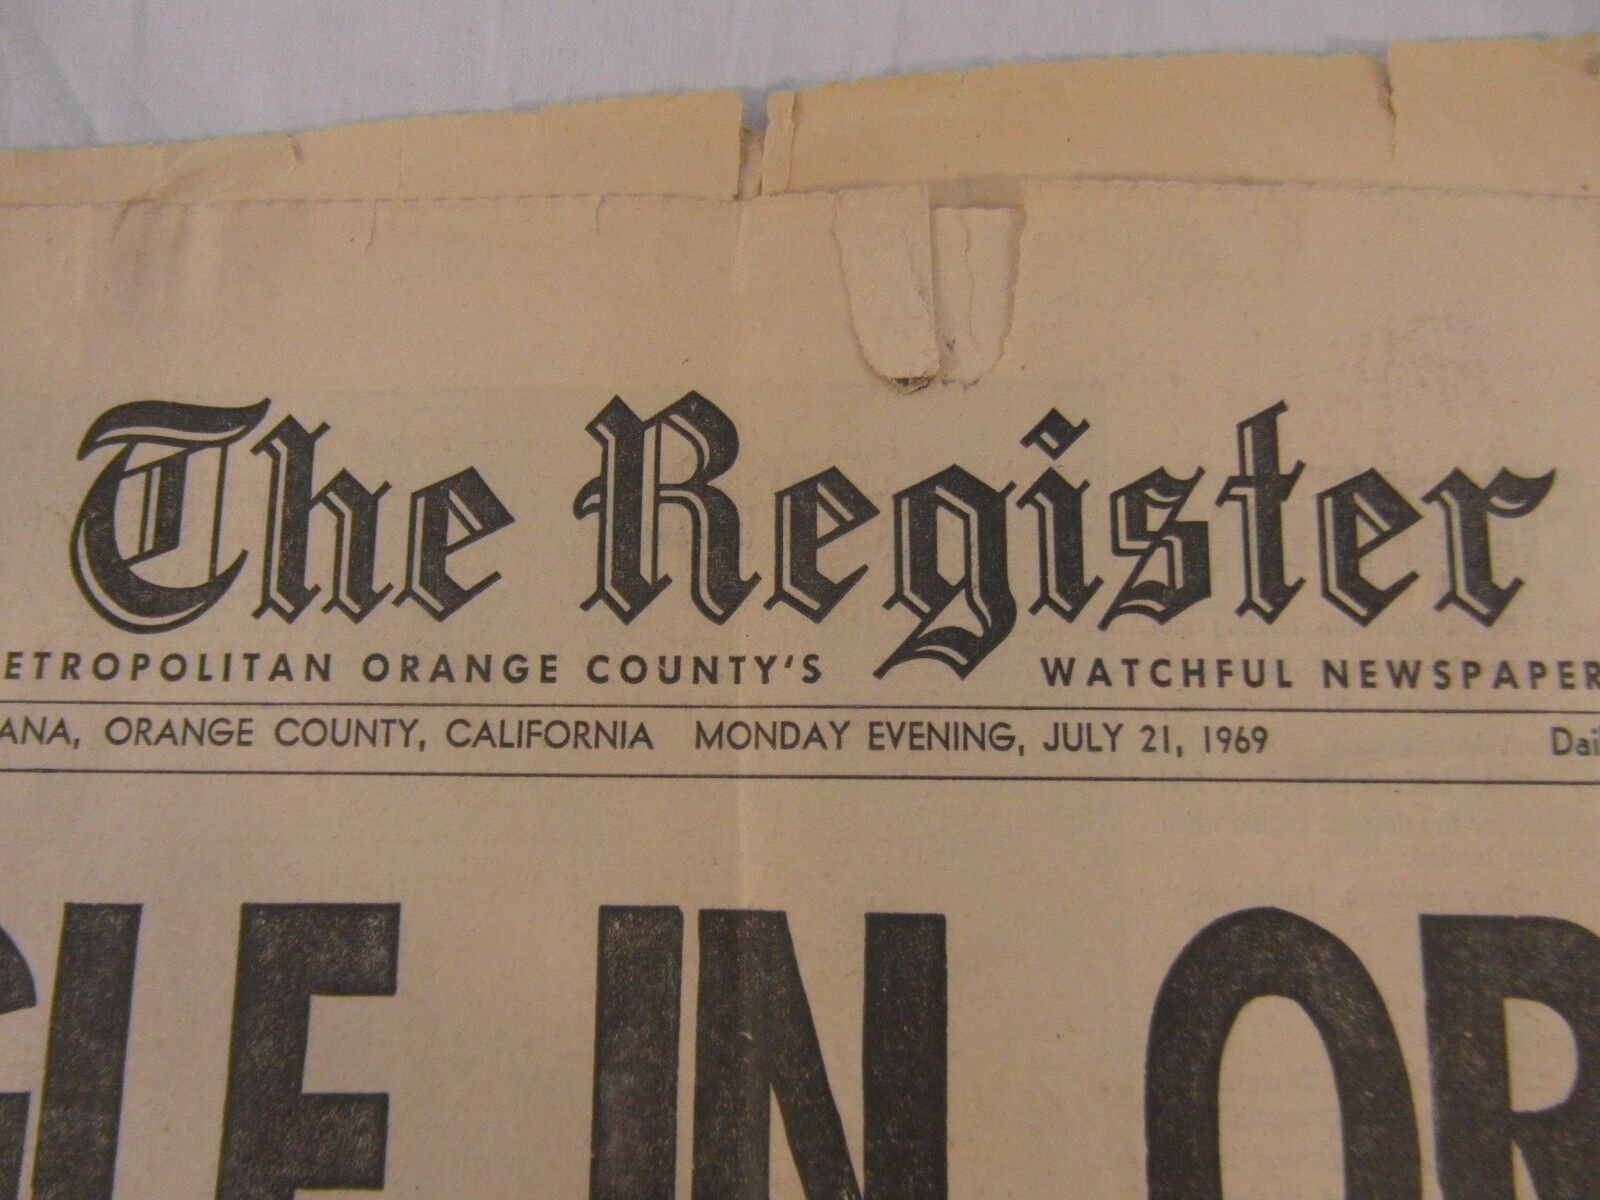 The Register
ETROPOLITAN ORANGE COUNTY'S WATCHFUL NEWSPAPER
ANA, ORANGE COUNTY, CALIFORNIA MONDAY EVENING, JULY 21, 1969 Dai
GLE IN OR